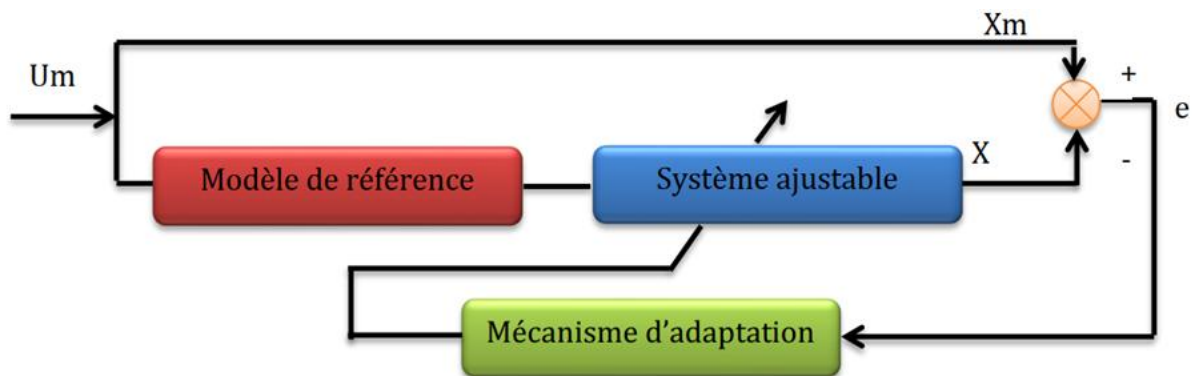 Xm
Um
+
e
Modèle de référence
Système ajustable
X
-
Mécanisme d'adaptation